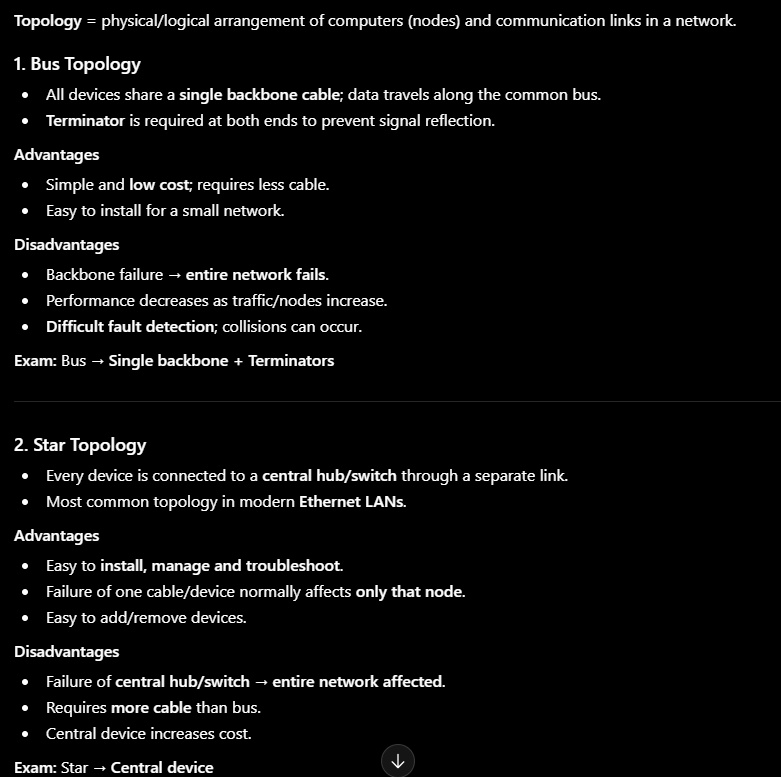 Topology = physical/logical arrangement of computers (nodes) and communication links in a network.
1. Bus Topology
• All devices share a single backbone cable; data travels along the common bus.
• Terminator is required at both ends to prevent signal reflection.
Advantages
• Simple and low cost; requires less cable.
• Easy to install for a small network.
Disadvantages
• Backbone failure → entire network fails.
• Performance decreases as traffic/nodes increase.
• Difficult fault detection; collisions can occur.
Exam: Bus → Single backbone + Terminators
2. Star Topology
• Every device is connected to a central hub/switch through a separate link.
• Most common topology in modern Ethernet LANs.
Advantages
• Easy to install, manage and troubleshoot.
• Failure of one cable/device normally affects only that node.
• Easy to add/remove devices.
Disadvantages
• Failure of central hub/switch → entire network affected.
• Requires more cable than bus.
• Central device increases cost.
Exam: Star → Central device